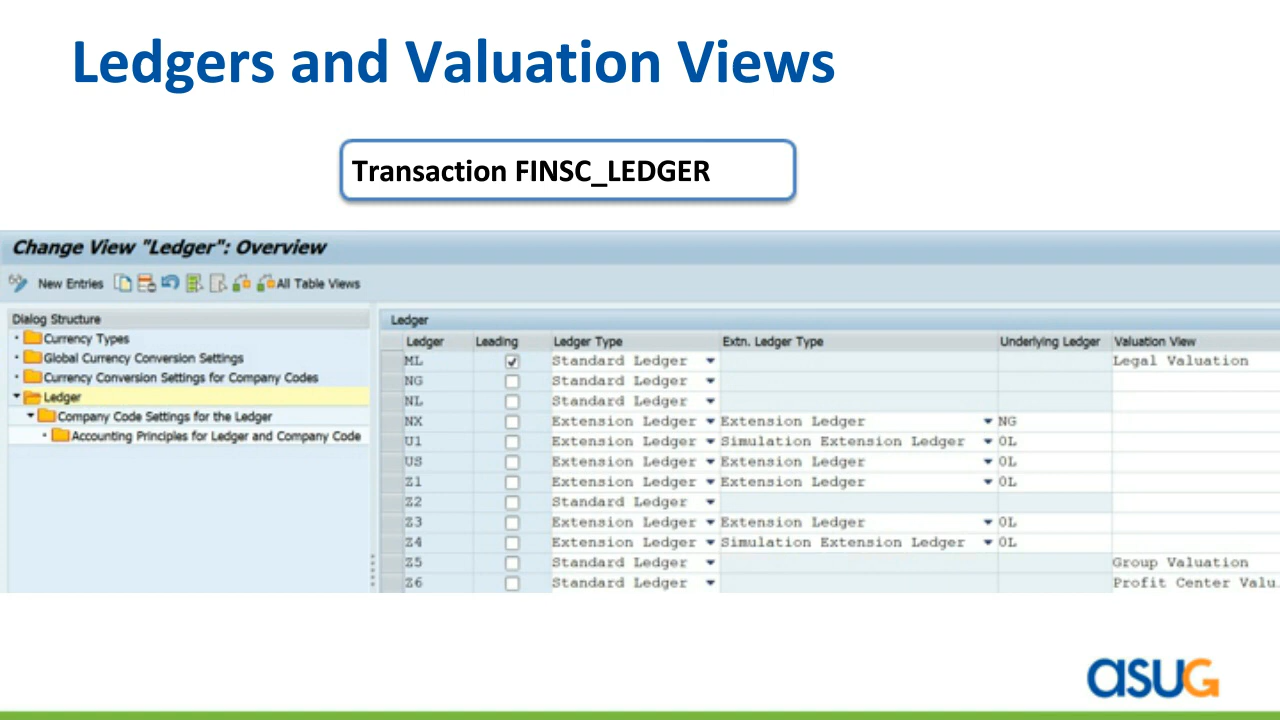 Ledgers and Valuation Views
Transaction FINSC_LEDGER
Change View "Ledger": Overview
New Entries All Table Views
Dialog Structure
Currency Types
Global Currency Conversion Settings
Currency Conversion Settings for Company Codes
Ledger
Company Code Settings for the Ledger
Accounting Principles for Ledger and Company Code
Ledger
Ledger Leading Ledger Type Extn. Ledger Type Underlying Ledger Valuation View
ML Standard Ledger Legal Valuation
NG Standard Ledger
NL Standard Ledger
NX Extension Ledger Extension Ledger NG
U1 Extension Ledger Simulation Extension Ledger 0L
US Extension Ledger Extension Ledger 0L
Z1 Extension Ledger Extension Ledger 0L
Z2 Standard Ledger
Z3 Extension Ledger Extension Ledger 0L
Z4 Extension Ledger Simulation Extension Ledger 0L
Z5 Standard Ledger Group Valuation
Z6 Standard Ledger Profit Center Valu
asug